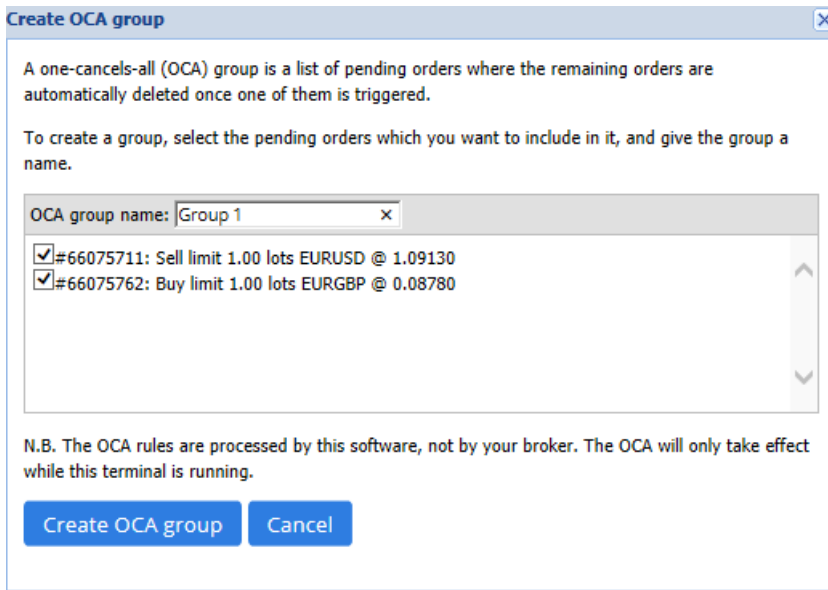 Create OCA group
A one-cancels-all (OCA) group is a list of pending orders where the remaining orders are
automatically deleted once one of them is triggered.
To create a group, select the pending orders which you want to include in it, and give the group a
name.
OCA group name: Group 1
#66075711: Sell limit 1.00 lots EURUSD @ 1.09130
#66075762: Buy limit 1.00 lots EURGBP @ 0.08780
N.B. The OCA rules are processed by this software, not by your broker. The OCA will only take effect
while this terminal is running.
Create OCA group Cancel